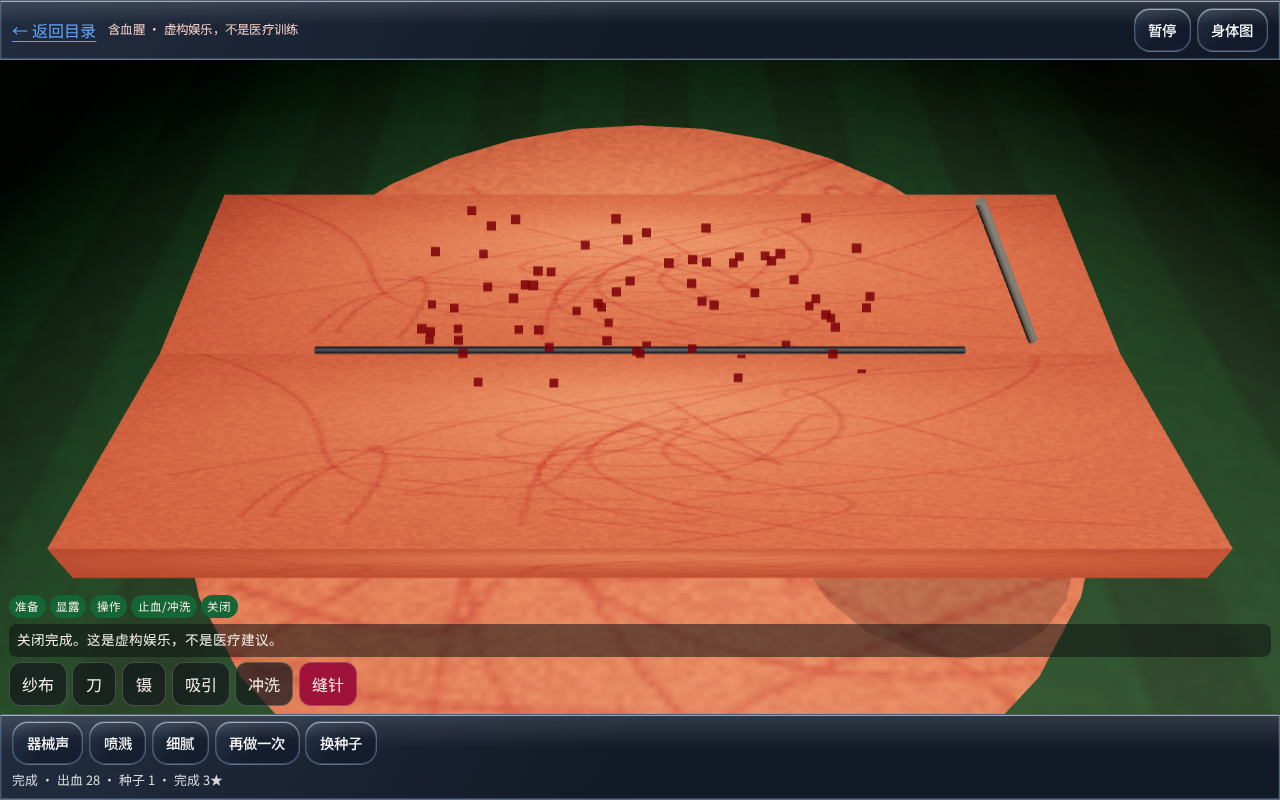 ← 返回目录 含血腥 · 虚构娱乐，不是医疗训练 暂停 身体图
准备 显露 操作 止血/冲洗 关闭
关闭完成。这是虚构娱乐，不是医疗建议。
纱布 刀 镊 吸引 冲洗 缝针
器械声 喷溅 细腻 再做一次 换种子
完成 · 出血 28 · 种子 1 · 完成 3★